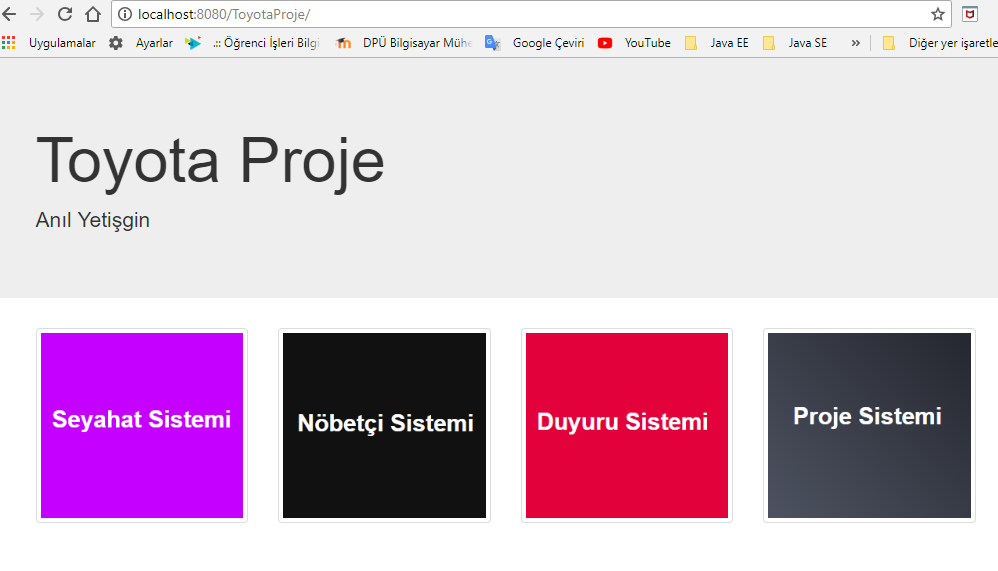 localhost:8080/ToyotaProje/
Uygulamalar Ayarlar .:: Öğrenci İşleri Bilgi DPÜ Bilgisayar Mühe Google Çeviri YouTube Java EE Java SE » Diğer yer işaretle
Toyota Proje
Anıl Yetişgin
Seyahat Sistemi Nöbetçi Sistemi Duyuru Sistemi Proje Sistemi